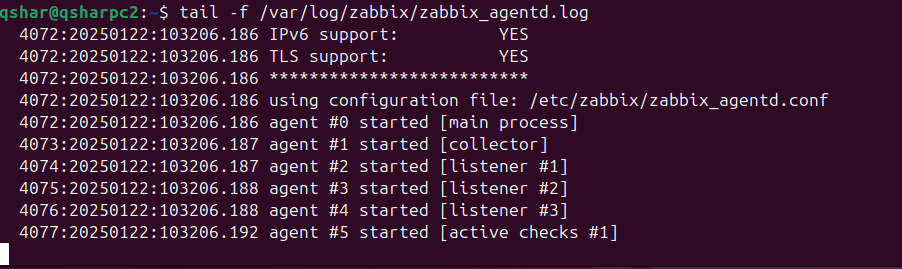 qshar@qsharpc2:~$ tail -f /var/log/zabbix/zabbix_agentd.log
4072:20250122:103206.186 IPv6 support:          YES
4072:20250122:103206.186 TLS support:           YES
4072:20250122:103206.186 **************************
4072:20250122:103206.186 using configuration file: /etc/zabbix/zabbix_agentd.conf
4072:20250122:103206.186 agent #0 started [main process]
4073:20250122:103206.187 agent #1 started [collector]
4074:20250122:103206.187 agent #2 started [listener #1]
4075:20250122:103206.188 agent #3 started [listener #2]
4076:20250122:103206.188 agent #4 started [listener #3]
4077:20250122:103206.192 agent #5 started [active checks #1]